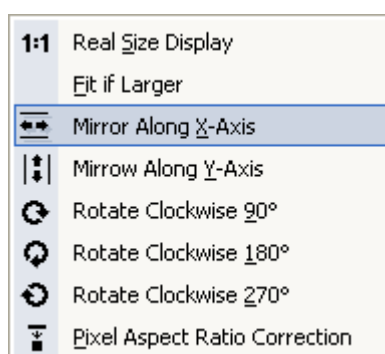 1:1 Real Size Display
Fit if Larger
Mirror Along X-Axis
Mirrow Along Y-Axis
Rotate Clockwise 90°
Rotate Clockwise 180°
Rotate Clockwise 270°
Pixel Aspect Ratio Correction